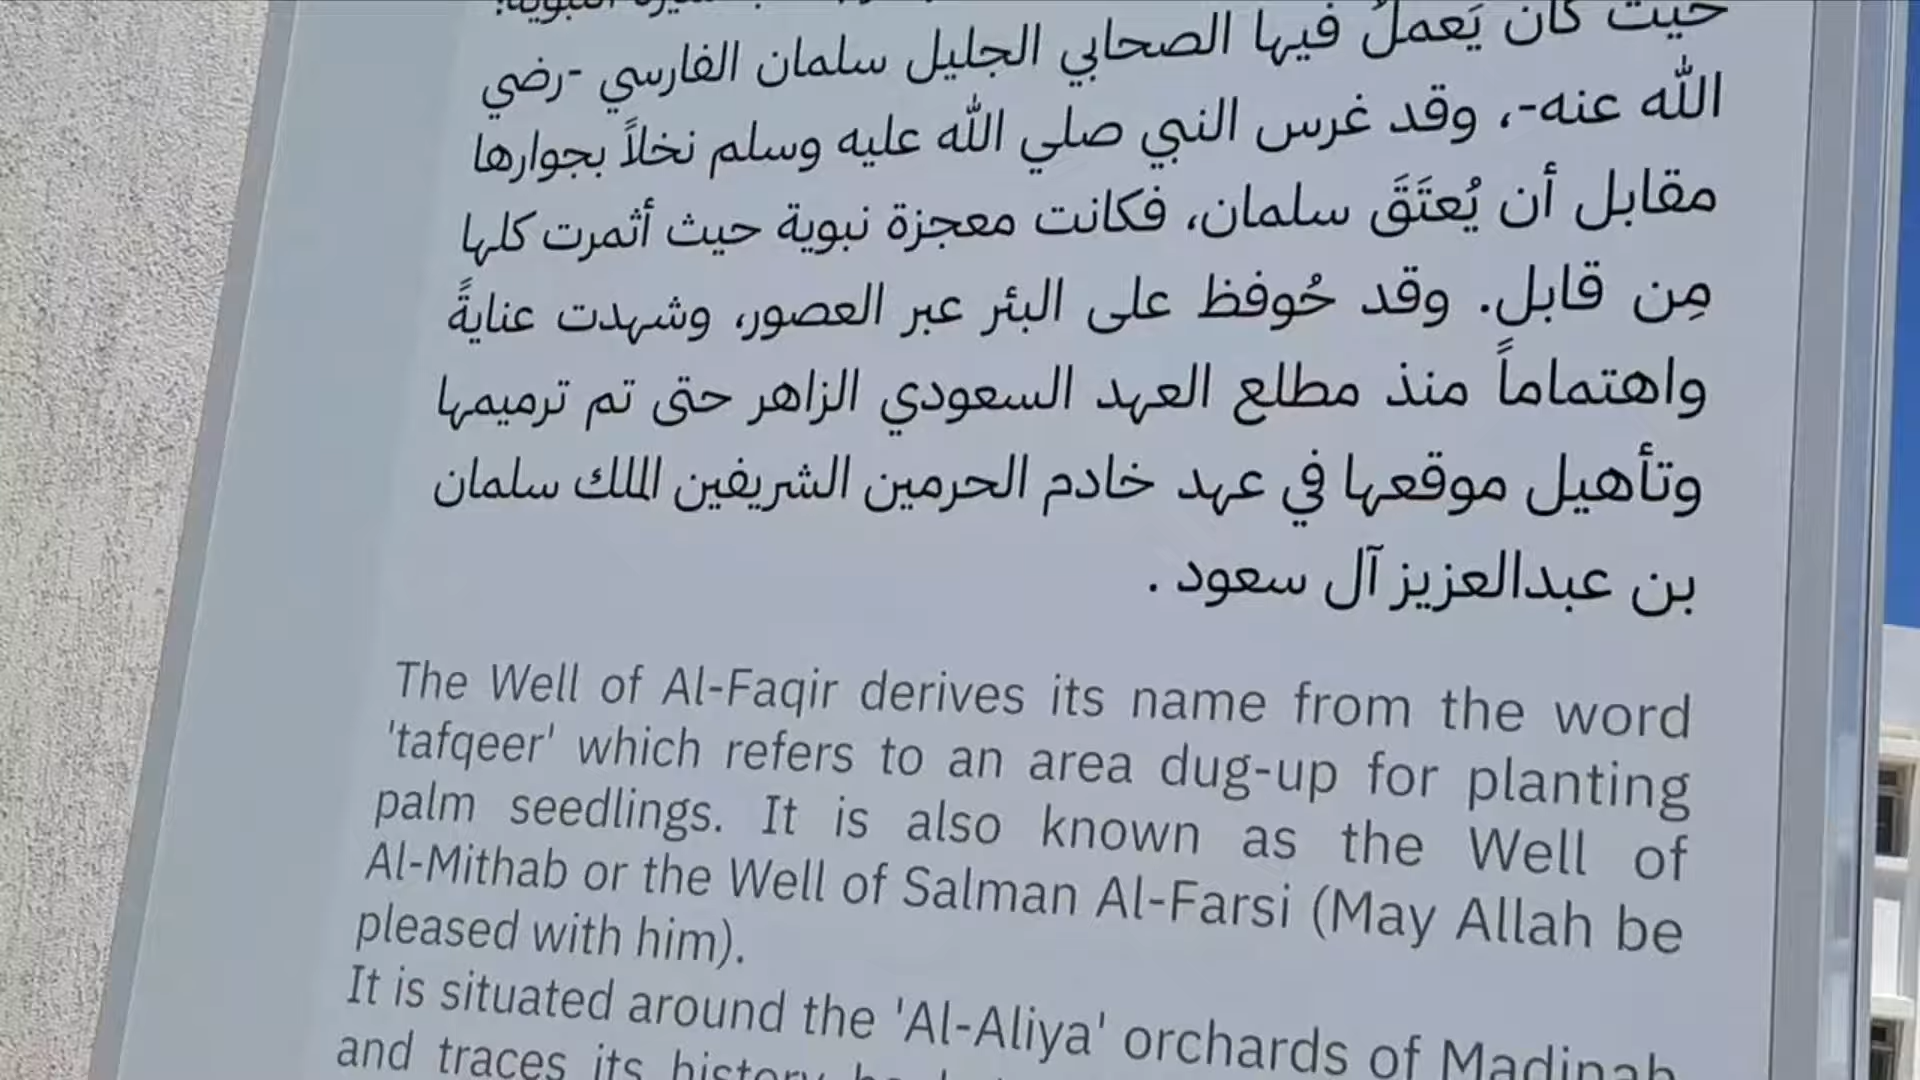 حيث كان يَعملُ فيها الصحابي الجليل سلمان الفارسي -رضي
الله عنه-، وقد غرس النبي صلي الله عليه وسلم نخلاً بجوارها
مقابل أن يُعتَقَ سلمان، فكانت معجزة نبوية حيث أثمرت كلها
مِن قابل. وقد حُوفظ على البئر عبر العصور، وشهدت عنايةً
واهتماماً منذ مطلع العهد السعودي الزاهر حتى تم ترميمها
وتأهيل موقعها في عهد خادم الحرمين الشريفين الملك سلمان
بن عبدالعزيز آل سعود .
The Well of Al-Faqir derives its name from the word
'tafqeer' which refers to an area dug-up for planting
palm seedlings. It is also known as the Well of
Al-Mithab or the Well of Salman Al-Farsi (May Allah be
pleased with him).
It is situated around the 'Al-Aliya' orchards of Madinah
and traces its history